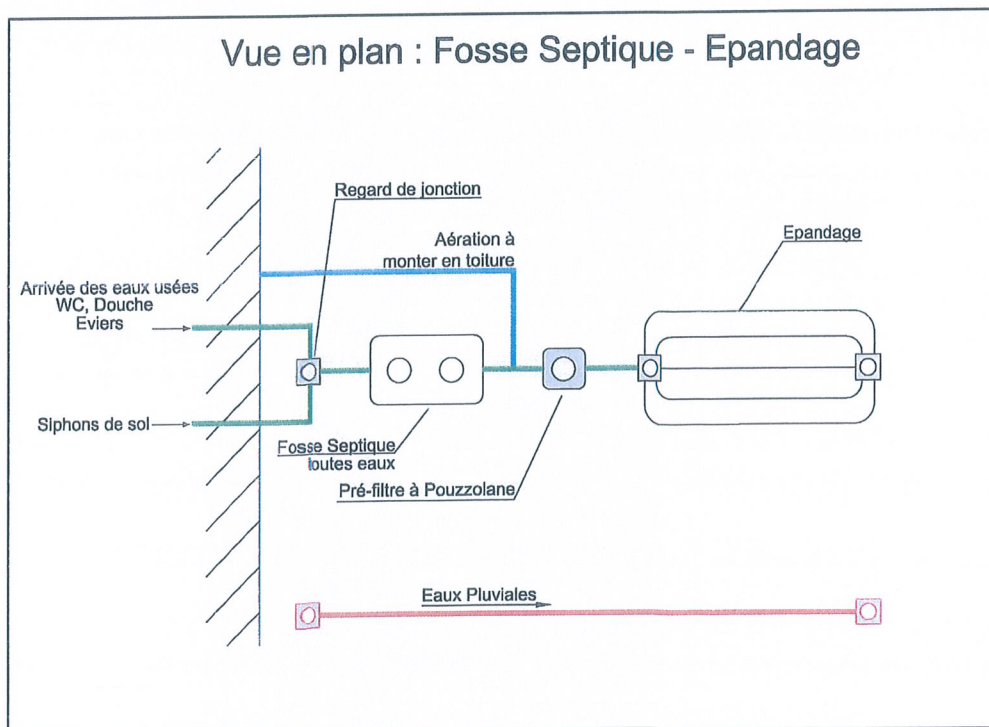 Vue en plan : Fosse Septique - Epandage
Regard de jonction
Aération à
monter en toiture
Epandage
Arrivée des eaux usées
WC, Douche
Eviers
Siphons de sol
Fosse Septique
toutes eaux
Pré-filtre à Pouzzolane
Eaux Pluviales